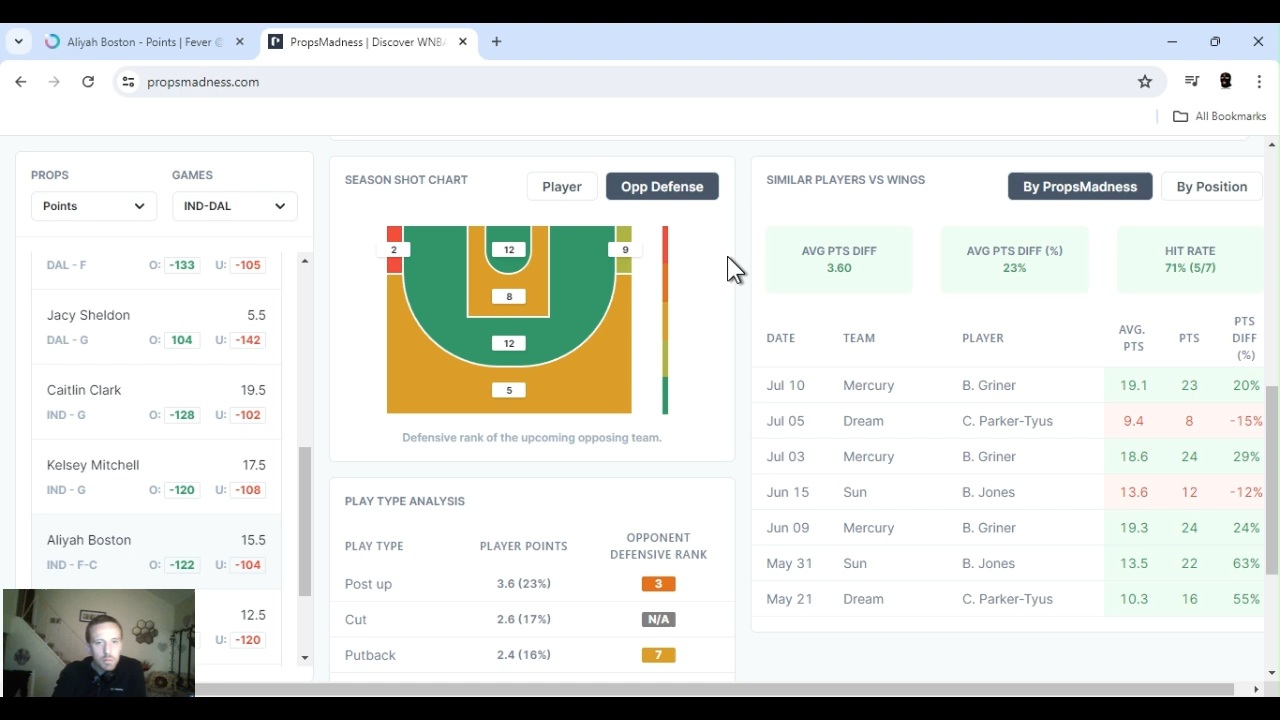 Aliyah Boston - Points | Fever @
PropsMadness | Discover WNBA
propsmadness.com
All Bookmarks
PROPS GAMES
Points IND-DAL
DAL - F O: -133 U: -105
Jacy Sheldon 5.5
DAL - G O: 104 U: -142
Caitlin Clark 19.5
IND - G O: -128 U: -102
Kelsey Mitchell 17.5
IND - G O: -120 U: -108
Aliyah Boston 15.5
IND - F-C O: -122 U: -104
12.5
U: -120
SEASON SHOT CHART Player Opp Defense
2 12 9
8
12
5
Defensive rank of the upcoming opposing team.
PLAY TYPE ANALYSIS
PLAY TYPE PLAYER POINTS OPPONENT DEFENSIVE RANK
Post up 3.6 (23%) 3
Cut 2.6 (17%) N/A
Putback 2.4 (16%) 7
SIMILAR PLAYERS VS WINGS By PropsMadness By Position
AVG PTS DIFF AVG PTS DIFF (%) HIT RATE
3.60 23% 71% (5/7)
DATE TEAM PLAYER AVG. PTS PTS PTS DIFF (%)
Jul 10 Mercury B. Griner 19.1 23 20%
Jul 05 Dream C. Parker-Tyus 9.4 8 -15%
Jul 03 Mercury B. Griner 18.6 24 29%
Jun 15 Sun B. Jones 13.6 12 -12%
Jun 09 Mercury B. Griner 19.3 24 24%
May 31 Sun B. Jones 13.5 22 63%
May 21 Dream C. Parker-Tyus 10.3 16 55%